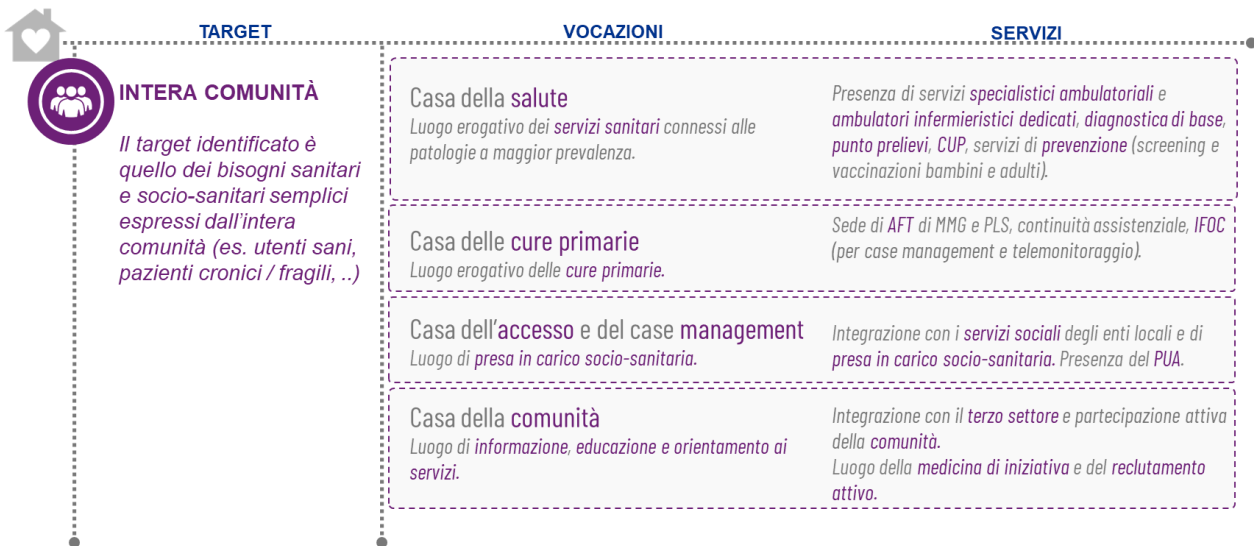 TARGET
VOCAZIONI
SERVIZI
INTERA COMUNITÀ
Il target identificato è
quello dei bisogni sanitari
e socio-sanitari semplici
espressi dall'intera
comunità (es. utenti sani,
pazienti cronici / fragili, ..)
Casa della salute
Luogo erogativo dei servizi sanitari connessi alle
patologie a maggior prevalenza.
Presenza di servizi specialistici ambulatoriali e
ambulatori infermieristici dedicati, diagnostica di base,
punto prelievi, CUP, servizi di prevenzione (screening e
vaccinazioni bambini e adulti).
Casa delle cure primarie
Luogo erogativo delle cure primarie.
Sede di AFT di MMG e PLS, continuità assistenziale, IFOC
(per case management e telemonitoraggio).
Casa dell'accesso e del case management
Luogo di presa in carico socio-sanitaria.
Integrazione con i servizi sociali degli enti locali e di
presa in carico socio-sanitaria. Presenza del PUA.
Casa della comunità
Luogo di informazione, educazione e orientamento ai
servizi.
Integrazione con il terzo settore e partecipazione attiva
della comunità.
Luogo della medicina di iniziativa e del reclutamento
attivo.